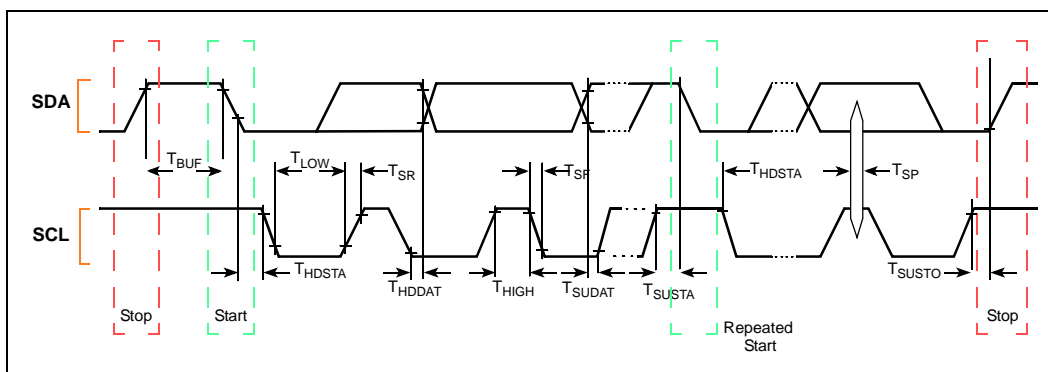 SDA
TBUF
TLOW
TSR
TSF
THDSTA
TSP
SCL
THDSTA
THDDAT
THIGH
TSUDAT
TSUSTA
TSUSTO
Stop
Start
Repeated
Start
Stop